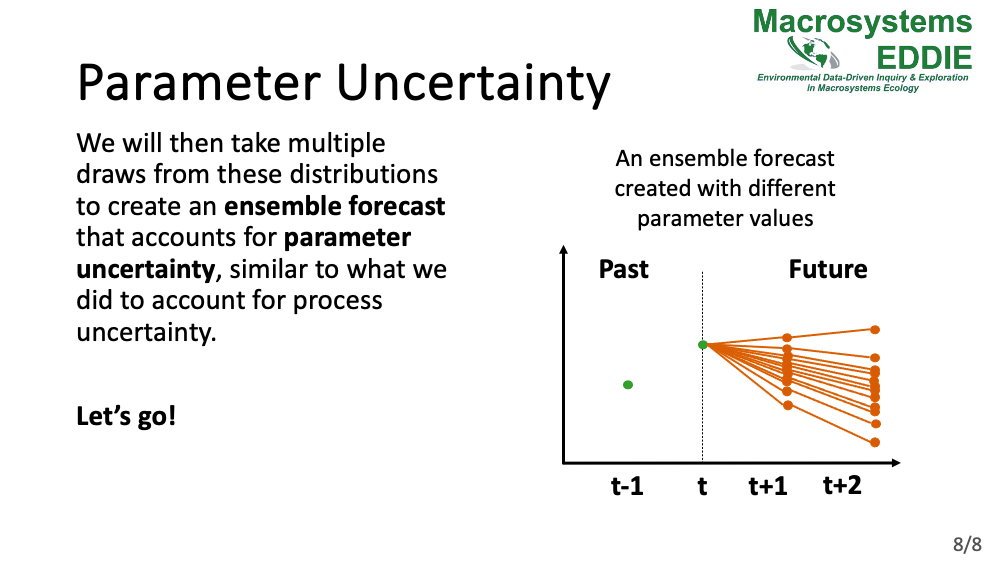 Macrosystems
EDDIE
Environmental Data-Driven Inquiry & Exploration
in Macrosystems Ecology
Parameter Uncertainty
We will then take multiple
draws from these distributions
to create an ensemble forecast
that accounts for parameter
uncertainty, similar to what we
did to account for process
uncertainty.
Let’s go!
An ensemble forecast
created with different
parameter values
Past
Future
t-1
t
t+1
t+2
8/8